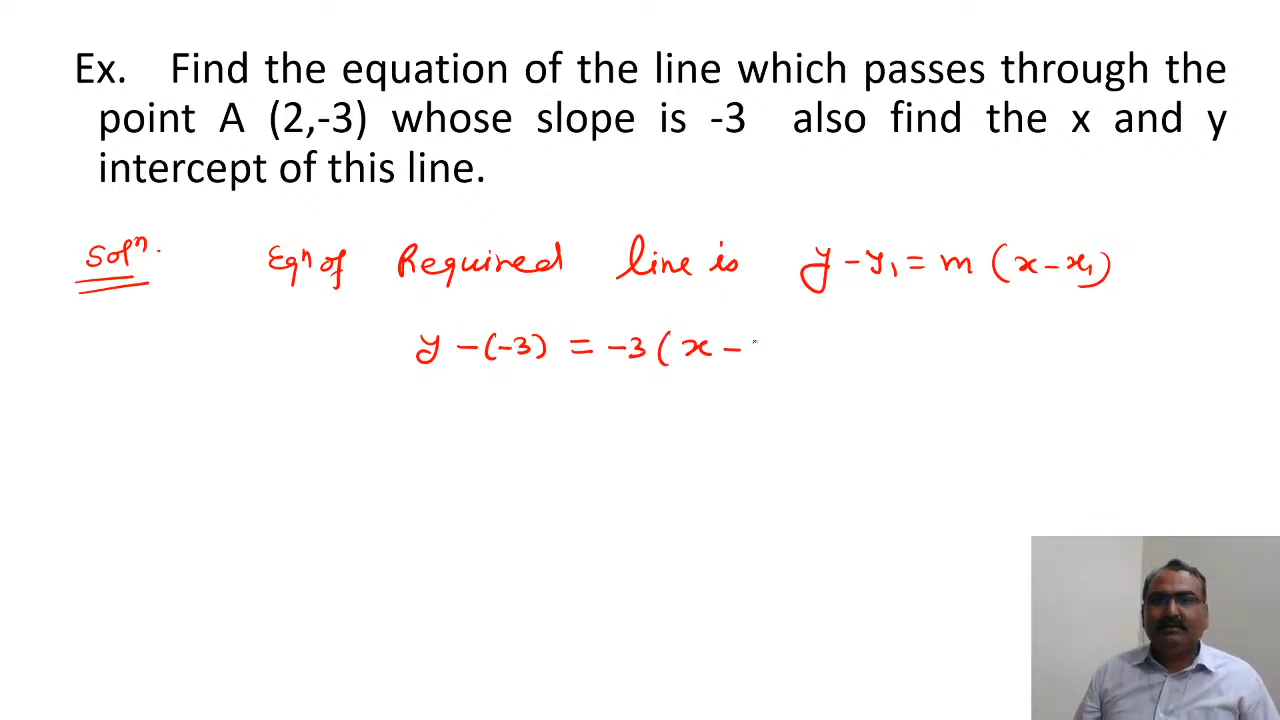 Ex. Find the equation of the line which passes through the
point A (2,-3) whose slope is -3 also find the x and y
intercept of this line.
Solⁿ.
Eqⁿ of Required line is y - y₁ = m (x - x₁)
y - (-3) = -3 ( x -